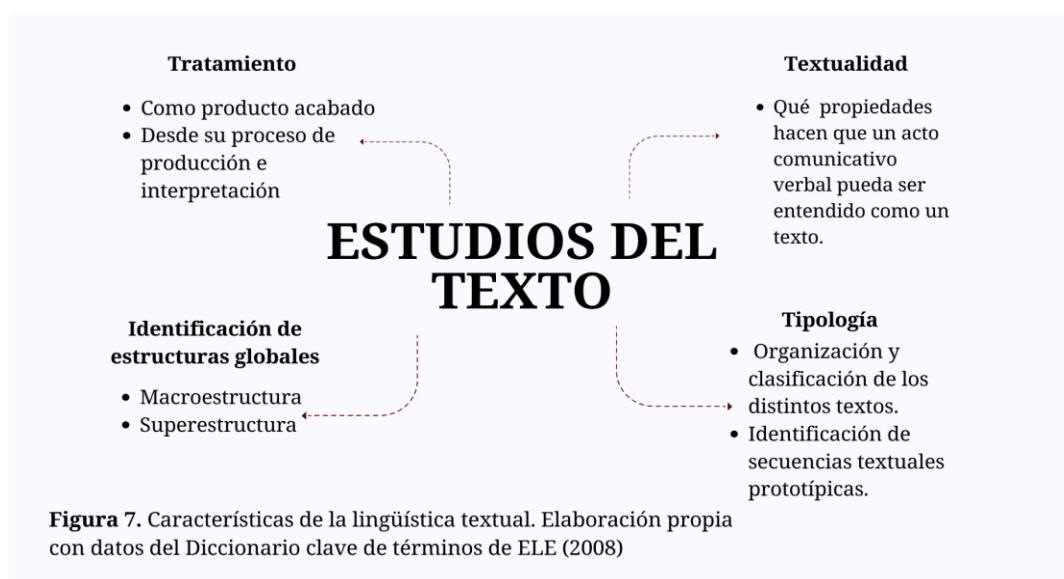 Tratamiento
• Como producto acabado
• Desde su proceso de
producción e
interpretación
Textualidad
• Qué propiedades
hacen que un acto
comunicativo
verbal pueda ser
entendido como un
texto.
ESTUDIOS DEL
TEXTO
Identificación de
estructuras globales
• Macroestructura
• Superestructura
Tipología
• Organización y
clasificación de los
distintos textos.
• Identificación de
secuencias textuales
prototípicas.
Figura 7. Características de la lingüística textual. Elaboración propia
con datos del Diccionario clave de términos de ELE (2008)